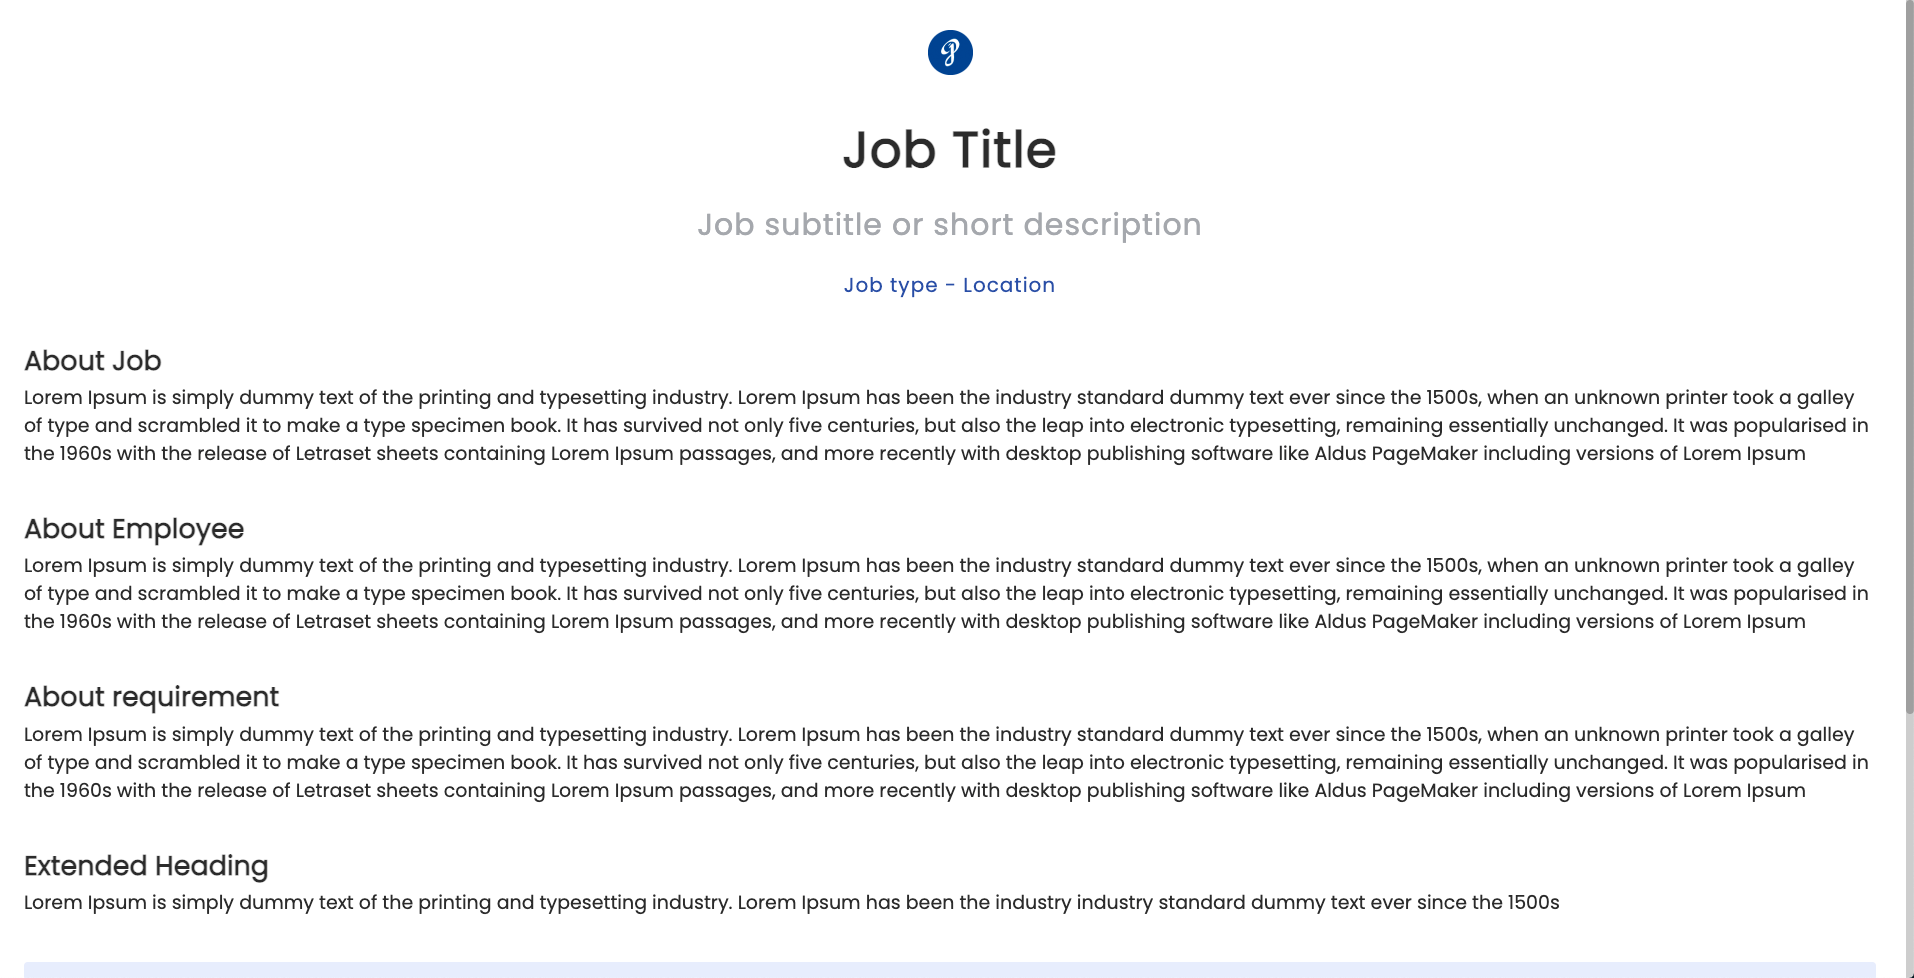 Job Title
Job subtitle or short description
Job type - Location
About Job
Lorem Ipsum is simply dummy text of the printing and typesetting industry. Lorem Ipsum has been the industry standard dummy text ever since the 1500s, when an unknown printer took a galley
of type and scrambled it to make a type specimen book. It has survived not only five centuries, but also the leap into electronic typesetting, remaining essentially unchanged. It was popularised in
the 1960s with the release of Letraset sheets containing Lorem Ipsum passages, and more recently with desktop publishing software like Aldus PageMaker including versions of Lorem Ipsum
About Employee
Lorem Ipsum is simply dummy text of the printing and typesetting industry. Lorem Ipsum has been the industry standard dummy text ever since the 1500s, when an unknown printer took a galley
of type and scrambled it to make a type specimen book. It has survived not only five centuries, but also the leap into electronic typesetting, remaining essentially unchanged. It was popularised in
the 1960s with the release of Letraset sheets containing Lorem Ipsum passages, and more recently with desktop publishing software like Aldus PageMaker including versions of Lorem Ipsum
About requirement
Lorem Ipsum is simply dummy text of the printing and typesetting industry. Lorem Ipsum has been the industry standard dummy text ever since the 1500s, when an unknown printer took a galley
of type and scrambled it to make a type specimen book. It has survived not only five centuries, but also the leap into electronic typesetting, remaining essentially unchanged. It was popularised in
the 1960s with the release of Letraset sheets containing Lorem Ipsum passages, and more recently with desktop publishing software like Aldus PageMaker including versions of Lorem Ipsum
Extended Heading
Lorem Ipsum is simply dummy text of the printing and typesetting industry. Lorem Ipsum has been the industry industry standard dummy text ever since the 1500s